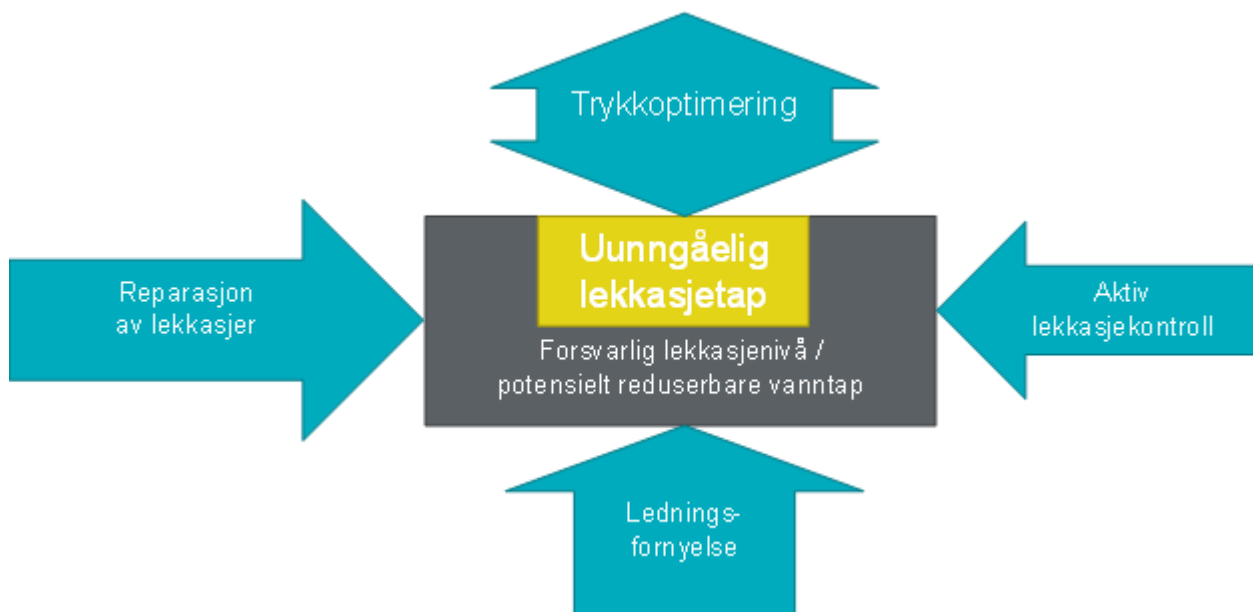 Trykkoptimering
Uunngåelig
lekkasjetap
Reparasjon
av lekkasjer
Aktiv
lekkasjekontroll
Forsvarlig lekkasjenivå /
potensielt reduserbare vanntap
Lednings-
fornyelse